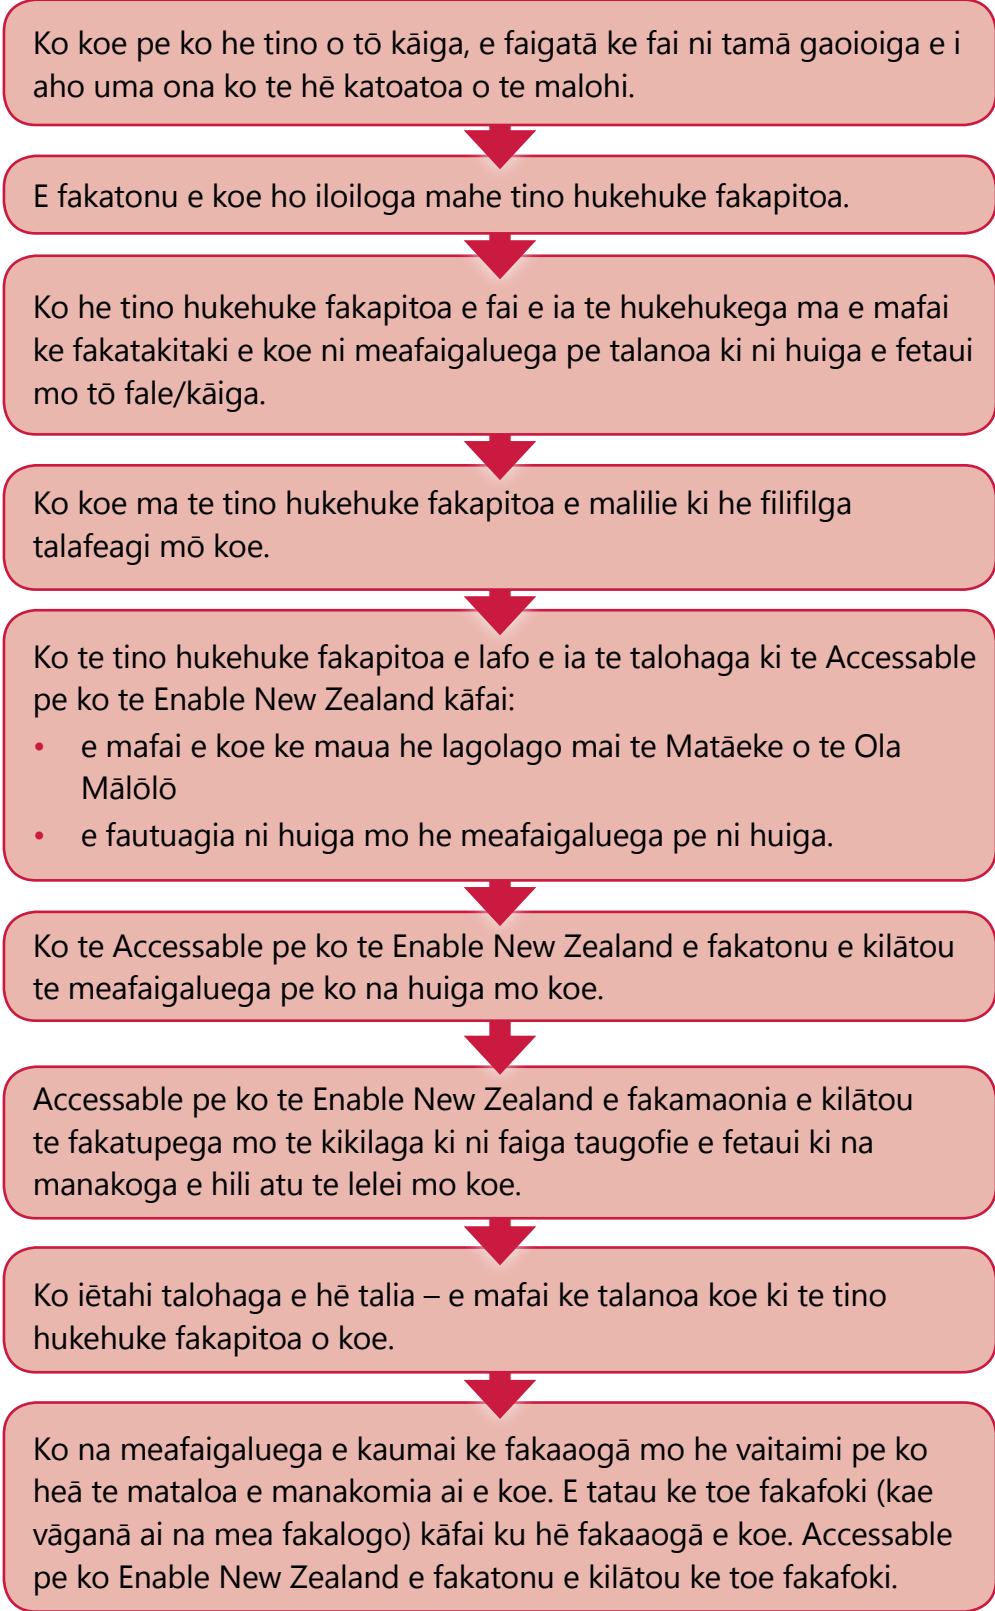 Ko koe pe ko he tino o tō kāiga, e faigatā ke fai ni tamā gaoioiga e i
aho uma ona ko te hē katoatoa o te malohi.
E fakatonu e koe ho iloiloga mahe tino hukehuke fakapitoa.
Ko he tino hukehuke fakapitoa e fai e ia te hukehukega ma e mafai
ke fakatakitaki e koe ni meafaigaluega pe talanoa ki ni huiga e fetaui
mo tō fale/kāiga.
Ko koe ma te tino hukehuke fakapitoa e malilie ki he filifilga
talafeagi mō koe.
Ko te tino hukehuke fakapitoa e lafo e ia te talohaga ki te Accessable
pe ko te Enable New Zealand kāfai:
• e mafai e koe ke maua he lagolago mai te Matāeke o te Ola
Mālōlō
• e fautuagia ni huiga mo he meafaigaluega pe ni huiga.
Ko te Accessable pe ko te Enable New Zealand e fakatonu e kilātou
te meafaigaluega pe ko na huiga mo koe.
Accessable pe ko te Enable New Zealand e fakamaonia e kilātou
te fakatupega mo te kikilaga ki ni faiga taugofie e fetaui ki na
manakoga e hili atu te lelei mo koe.
Ko iētahi talohaga e hē talia – e mafai ke talanoa koe ki te tino
hukehuke fakapitoa o koe.
Ko na meafaigaluega e kaumai ke fakaaogā mo he vaitaimi pe ko
heā te mataloa e manakomia ai e koe. E tatau ke toe fakafoki (kae
vāganā ai na mea fakalogo) kāfai ku hē fakaaogā e koe. Accessable
pe ko Enable New Zealand e fakatonu e kilātou ke toe fakafoki.